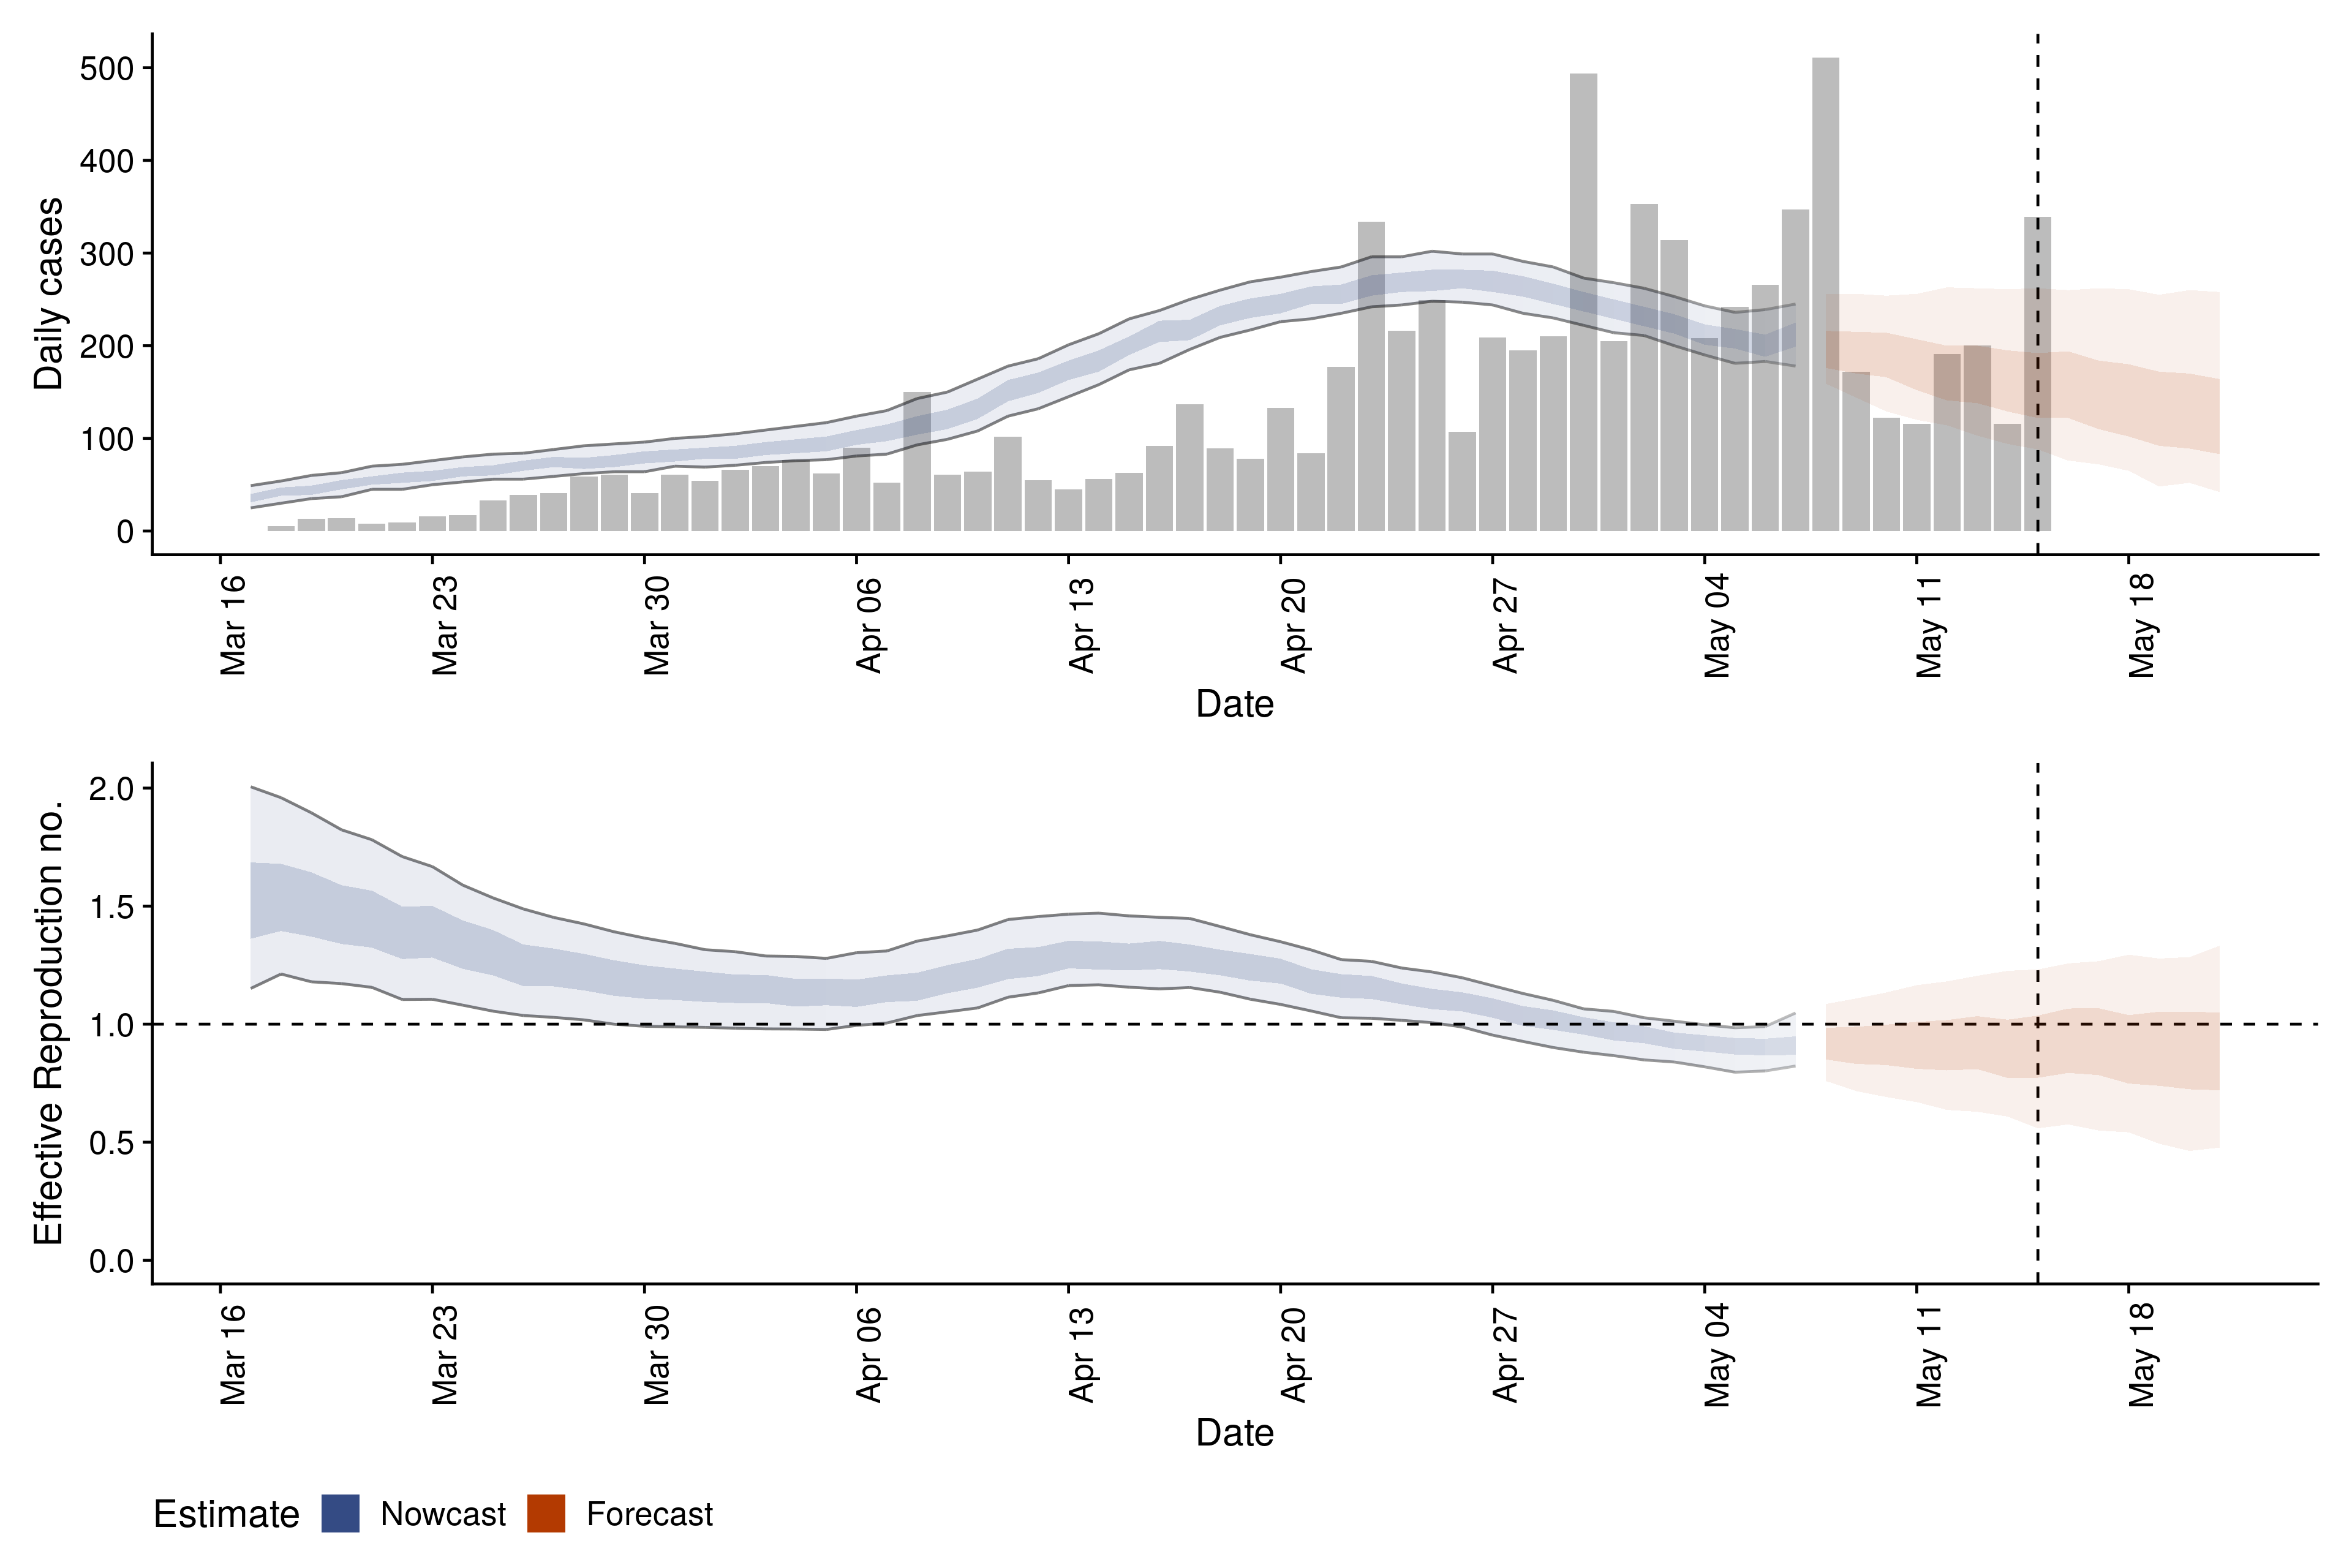 Daily cases
500
400
300
200
100
0
Mar 16
Mar 23
Mar 30
Apr 06
Apr 13
Apr 20
Apr 27
May 04
May 11
May 18
Date
Effective Reproduction no.
2.0
1.5
1.0
0.5
0.0
Mar 16
Mar 23
Mar 30
Apr 06
Apr 13
Apr 20
Apr 27
May 04
May 11
May 18
Date
Estimate Nowcast Forecast